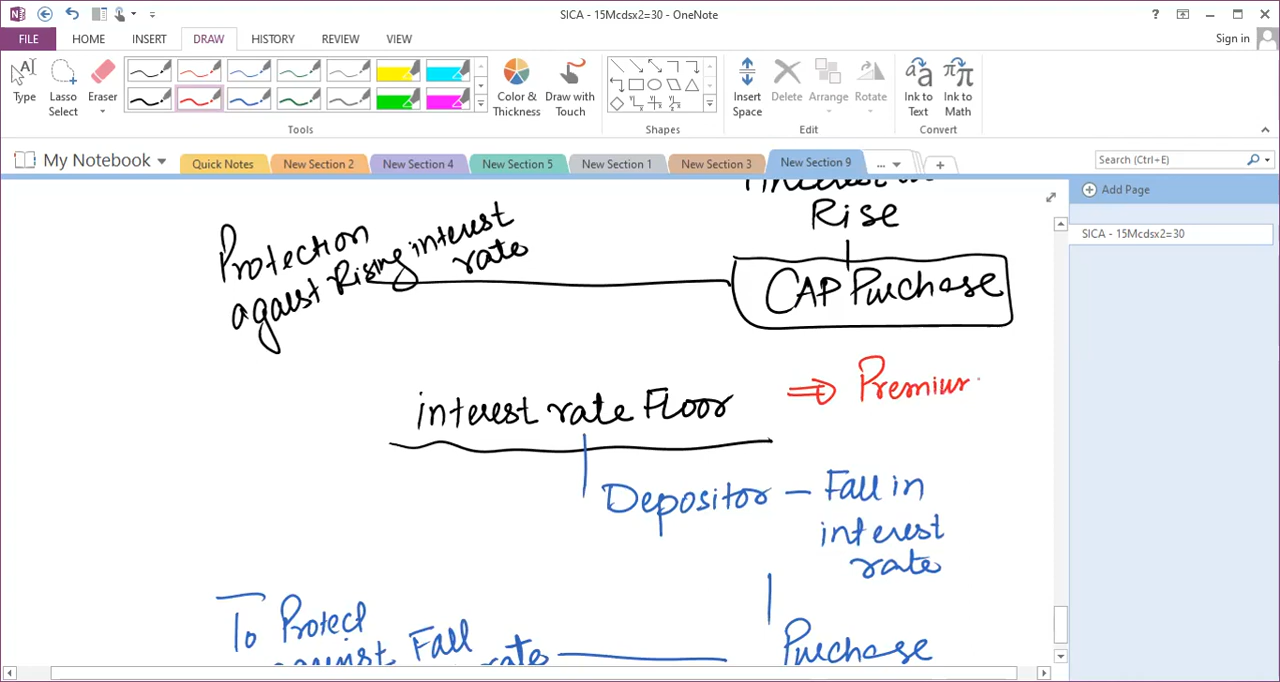 SICA - 15Mcdsx2=30 - OneNote
?
Sign in
FILE HOME INSERT DRAW HISTORY REVIEW VIEW
Type
Lasso Select
Eraser
Color & Thickness
Draw with Touch
Insert Space
Delete
Arrange
Rotate
Ink to Text
Ink to Math
Tools
Shapes
Edit
Convert
My Notebook
Quick Notes
New Section 2
New Section 4
New Section 5
New Section 1
New Section 3
New Section 9
...
Search (Ctrl+E)
Add Page
SICA - 15Mcdsx2=30
Interest
Rise
Protection
against Rising interest
rate
CAP Purchase
interest rate Floor
⇒ Premium
Depositor – Fall in
interest
rate
To Protect
against Fall
rate
Purchase